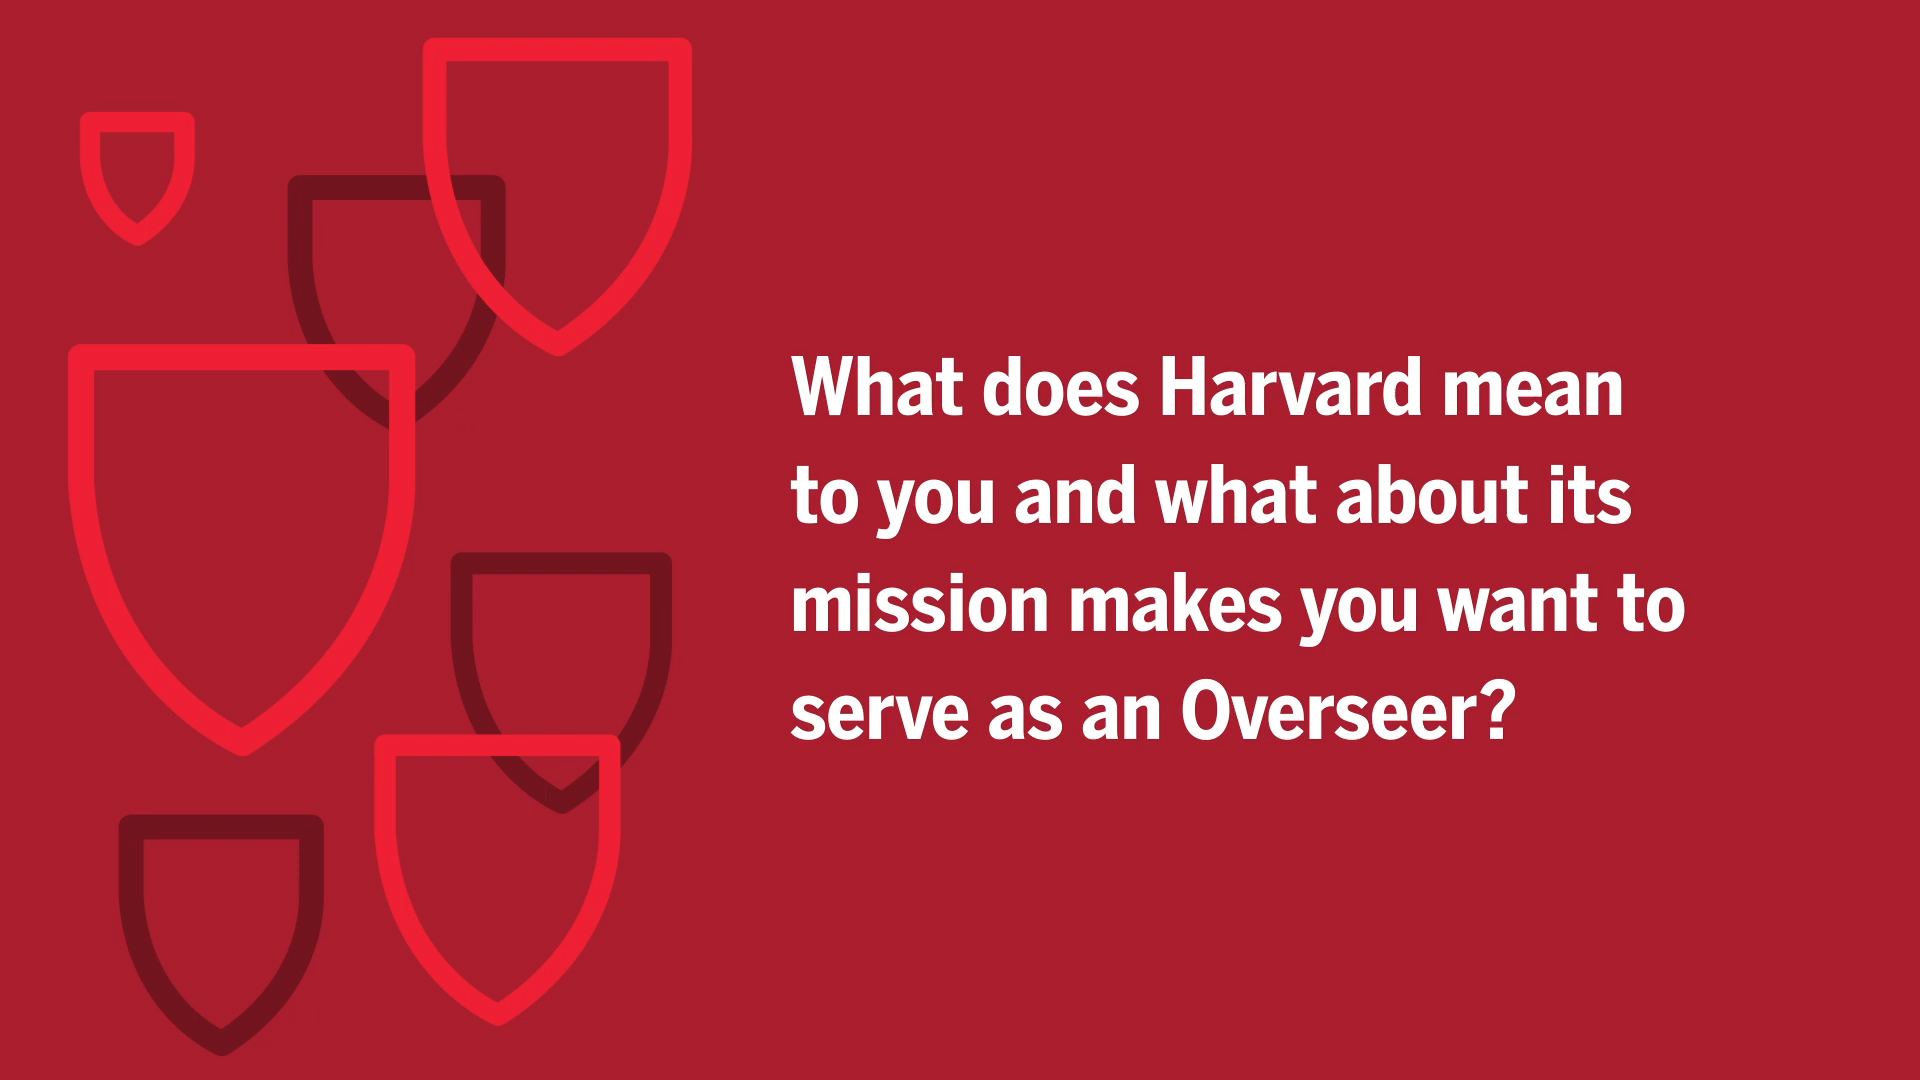 What does Harvard mean
to you and what about its
mission makes you want to
serve as an Overseer?